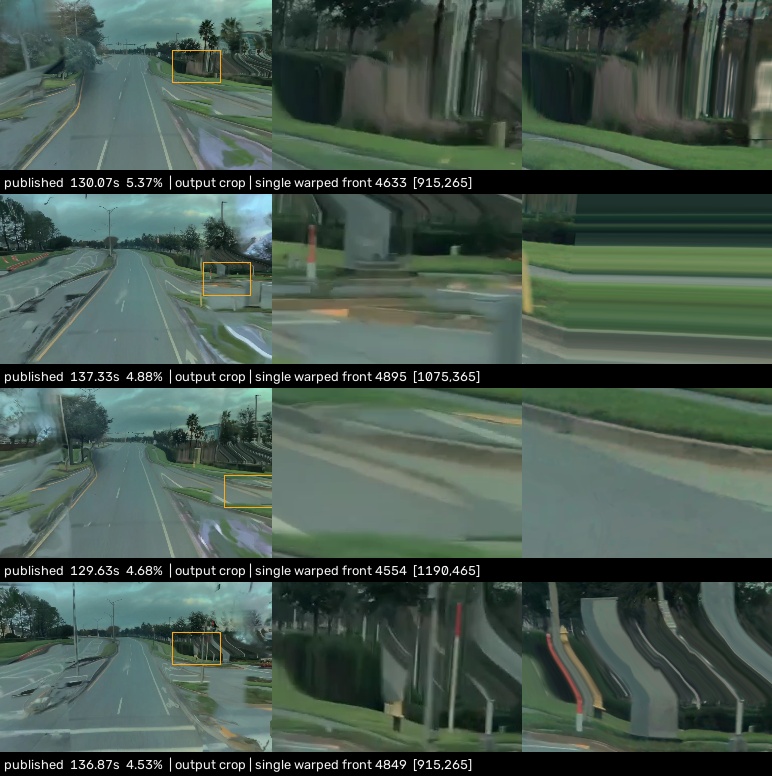 published 130.07s 5.37% | output crop | single warped front 4633 [915,265]
published 137.33s 4.88% | output crop | single warped front 4895 [1075,365]
published 129.63s 4.68% | output crop | single warped front 4554 [1190,465]
published 136.87s 4.53% | output crop | single warped front 4849 [915,265]